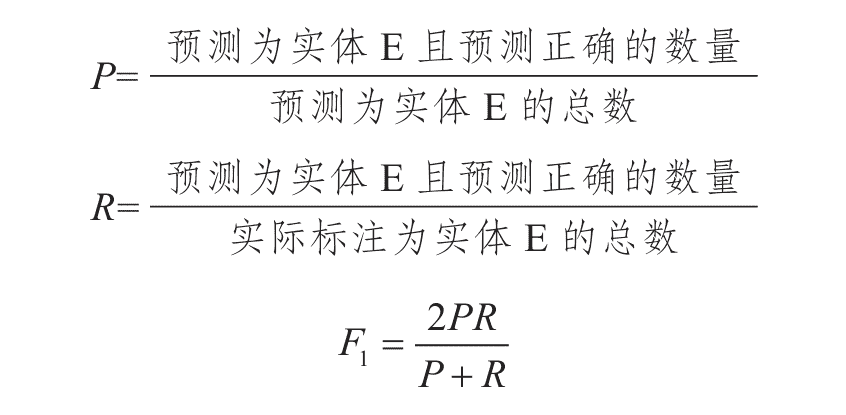 P= 预测为实体 E 且预测正确的数量
预测为实体 E 的总数
R= 预测为实体 E 且预测正确的数量
实际标注为实体 E 的总数
F₁ = 2PR
P + R